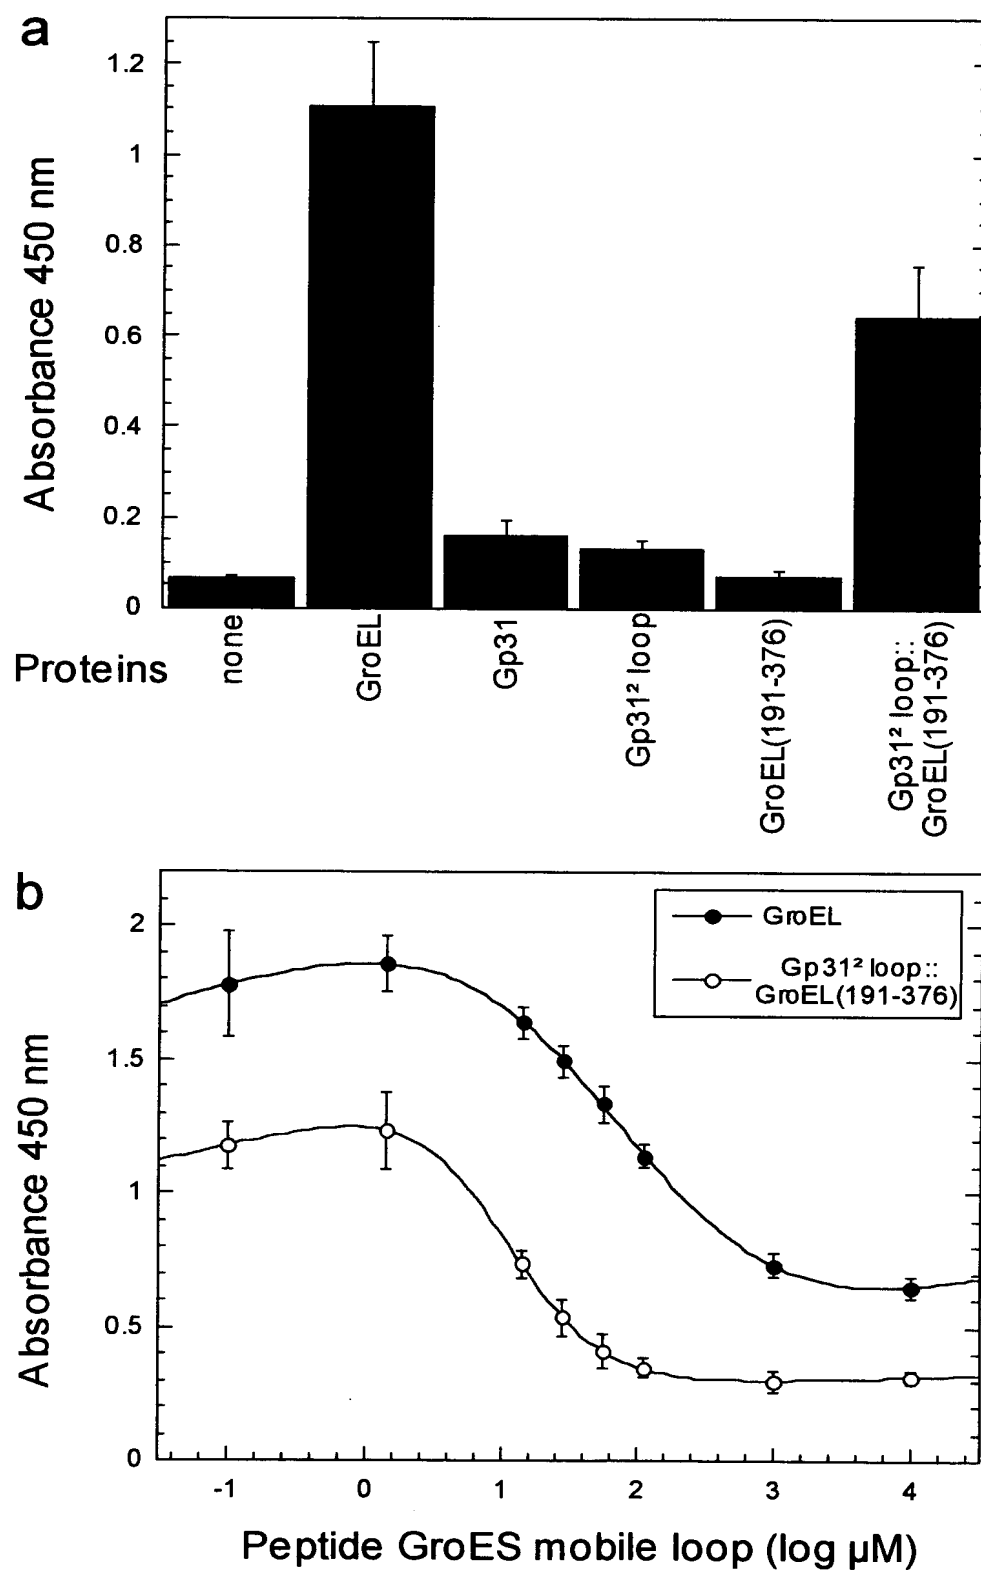 a
Absorbance 450 nm
1.2
1
0.8
0.6
0.4
0.2
0
Proteins
none
GroEL
Gp31
Gp31² loop
GroEL(191-376)
Gp31² loop::
GroEL(191-376)
b
Absorbance 450 nm
2
1.5
1
0.5
0
GroEL
Gp31² loop::
GroEL(191-376)
-1 0 1 2 3 4
Peptide GroES mobile loop (log µM)